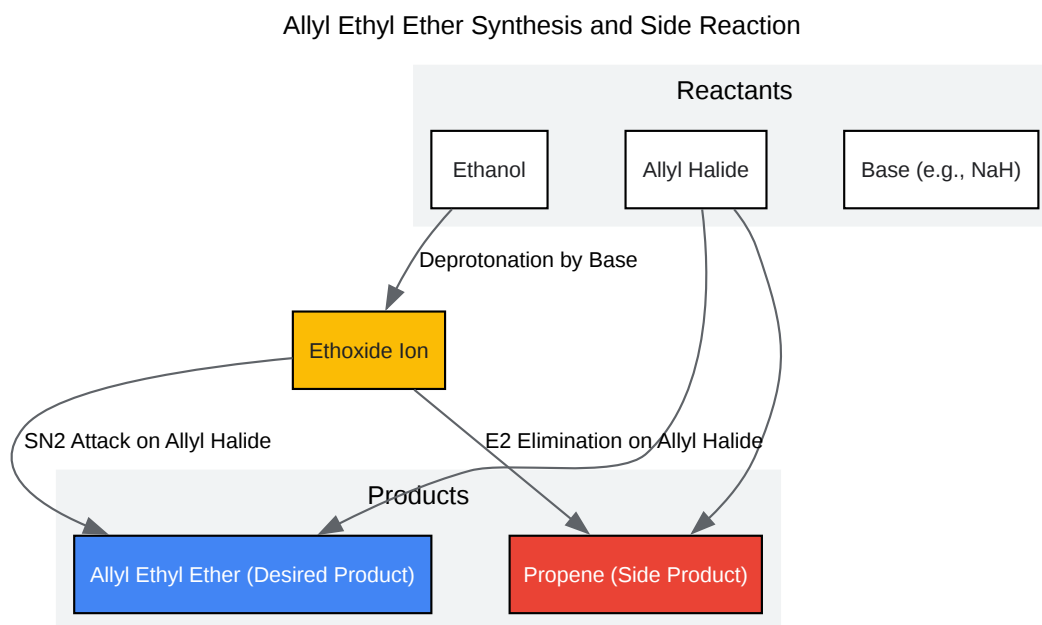 Allyl Ethyl Ether Synthesis and Side Reaction
Reactants
Ethanol
Allyl Halide
Base (e.g., NaH)
Deprotonation by Base
Ethoxide Ion
SN2 Attack on Allyl Halide
E2 Elimination on Allyl Halide
Products
Allyl Ethyl Ether (Desired Product)
Propene (Side Product)